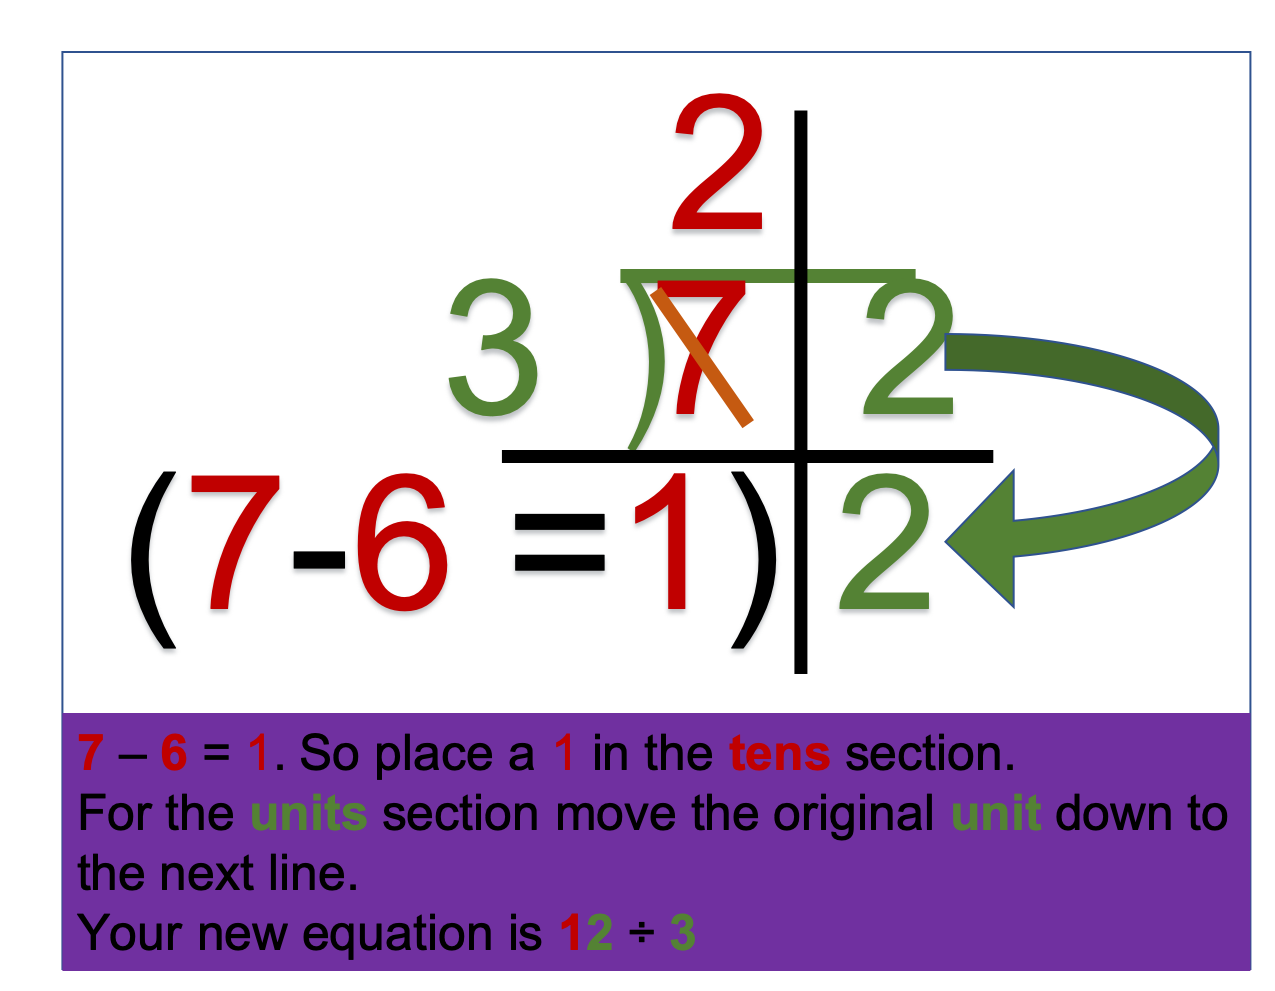 2
3 )7 2
(7-6 =1) 2
7 – 6 = 1. So place a 1 in the tens section.
For the units section move the original unit down to
the next line.
Your new equation is 12 ÷ 3